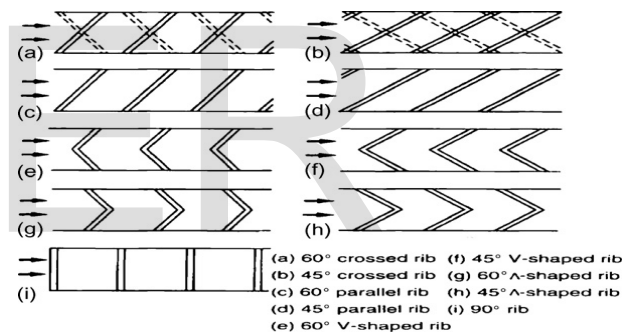 (a)
(b)
(c)
(d)
(e)
(f)
(g)
(h)
(i)
(a) 60° crossed rib (f) 45° V-shaped rib
(b) 45° crossed rib (g) 60° Λ-shaped rib
(c) 60° parallel rib (h) 45° Λ-shaped rib
(d) 45° parallel rib (i) 90° rib
(e) 60° V-shaped rib
ER